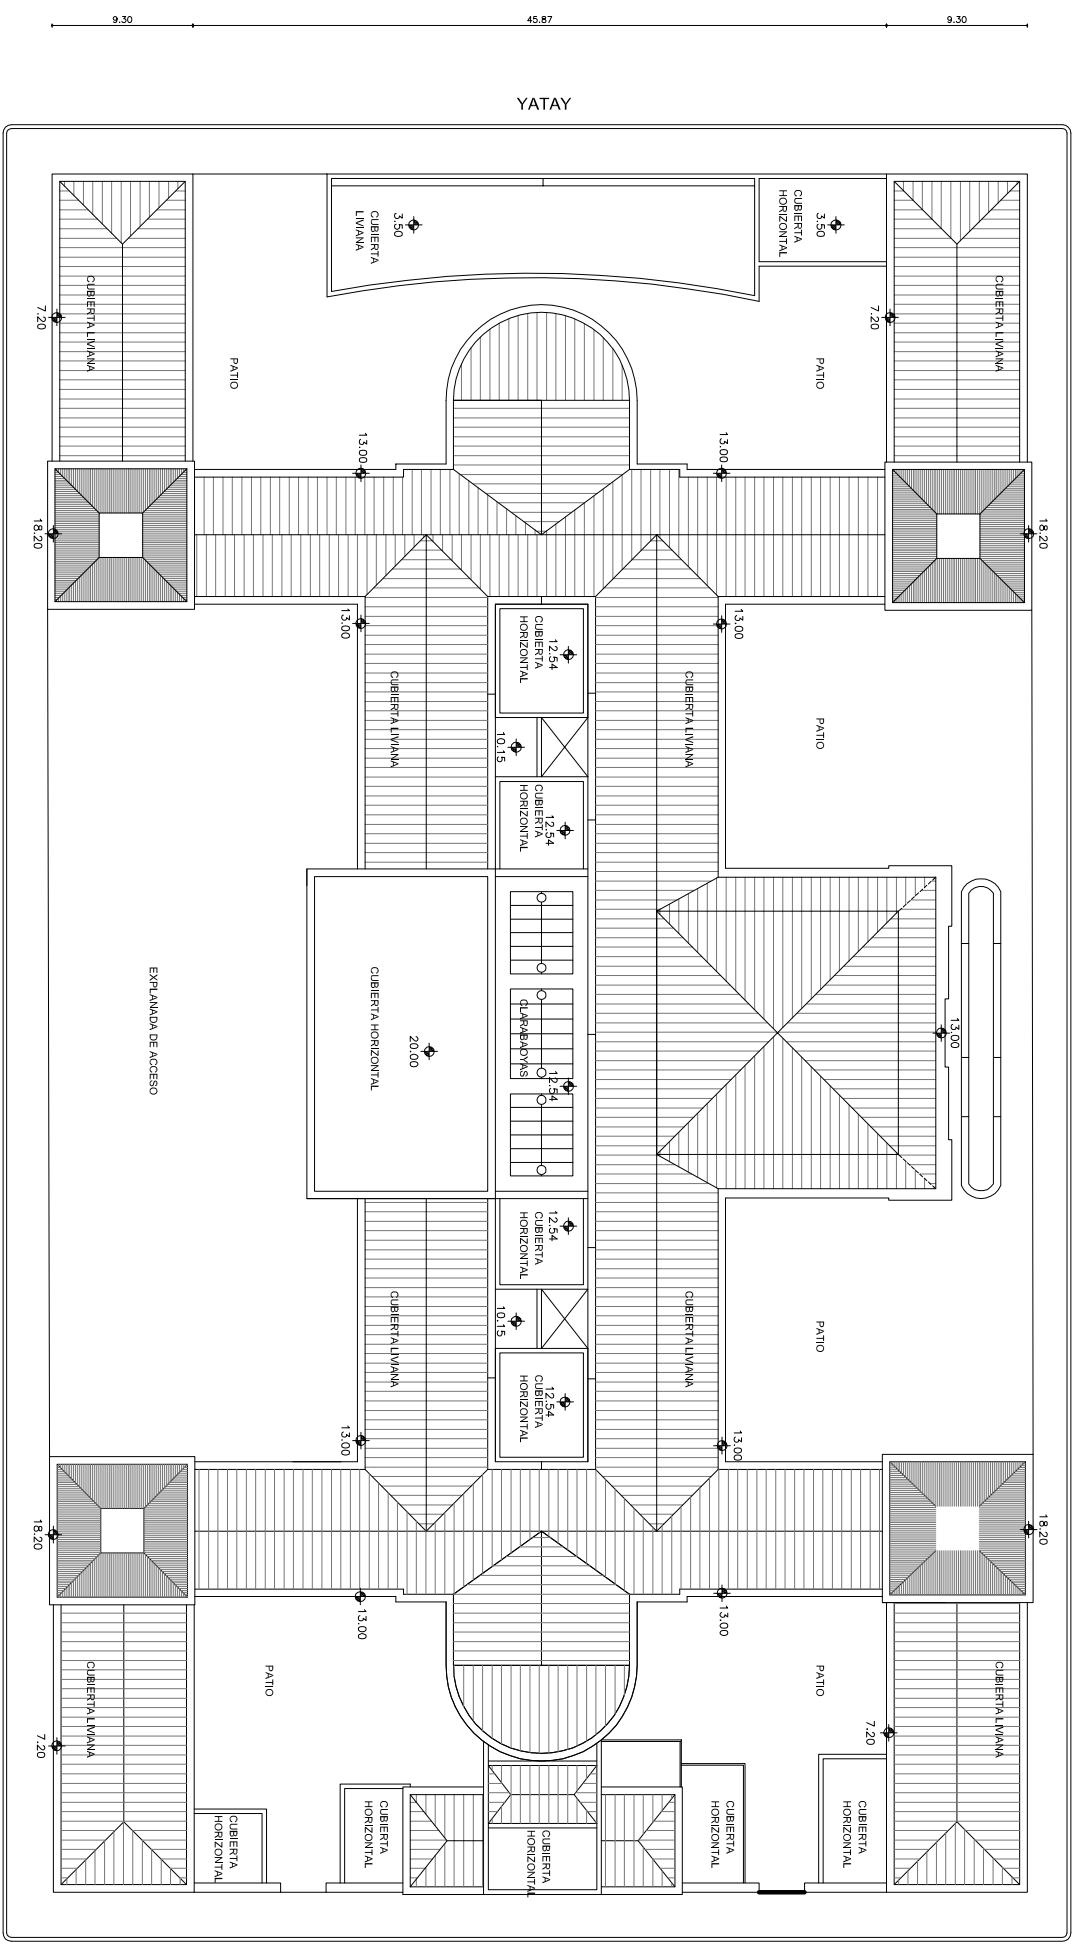 9.30
45.87
9.30
YATAY
3.50
CUBIERTA
LIVIANA
3.50
CUBIERTA
HORIZONTAL
CUBIERTA LIVIANA
7.20
PATIO
PATIO
7.20
CUBIERTA LIVIANA
13.00
13.00
18.20
18.20
13.00
13.00
12.54
CUBIERTA
HORIZONTAL
CUBIERTA LIVIANA
CUBIERTA LIVIANA
PATIO
10.15
12.54
CUBIERTA
HORIZONTAL
EXPLANADA DE ACCESO
20.00
CUBIERTA HORIZONTAL
CLARABAOYAS
12.54
13.00
12.54
CUBIERTA
HORIZONTAL
10.15
CUBIERTA LIVIANA
CUBIERTA LIVIANA
PATIO
12.54
CUBIERTA
HORIZONTAL
13.00
13.00
18.20
18.20
13.00
13.00
CUBIERTA LIVIANA
7.20
PATIO
PATIO
7.20
CUBIERTA LIVIANA
CUBIERTA
HORIZONTAL
CUBIERTA
HORIZONTAL
CUBIERTA
HORIZONTAL
CUBIERTA
HORIZONTAL
CUBIERTA
HORIZONTAL